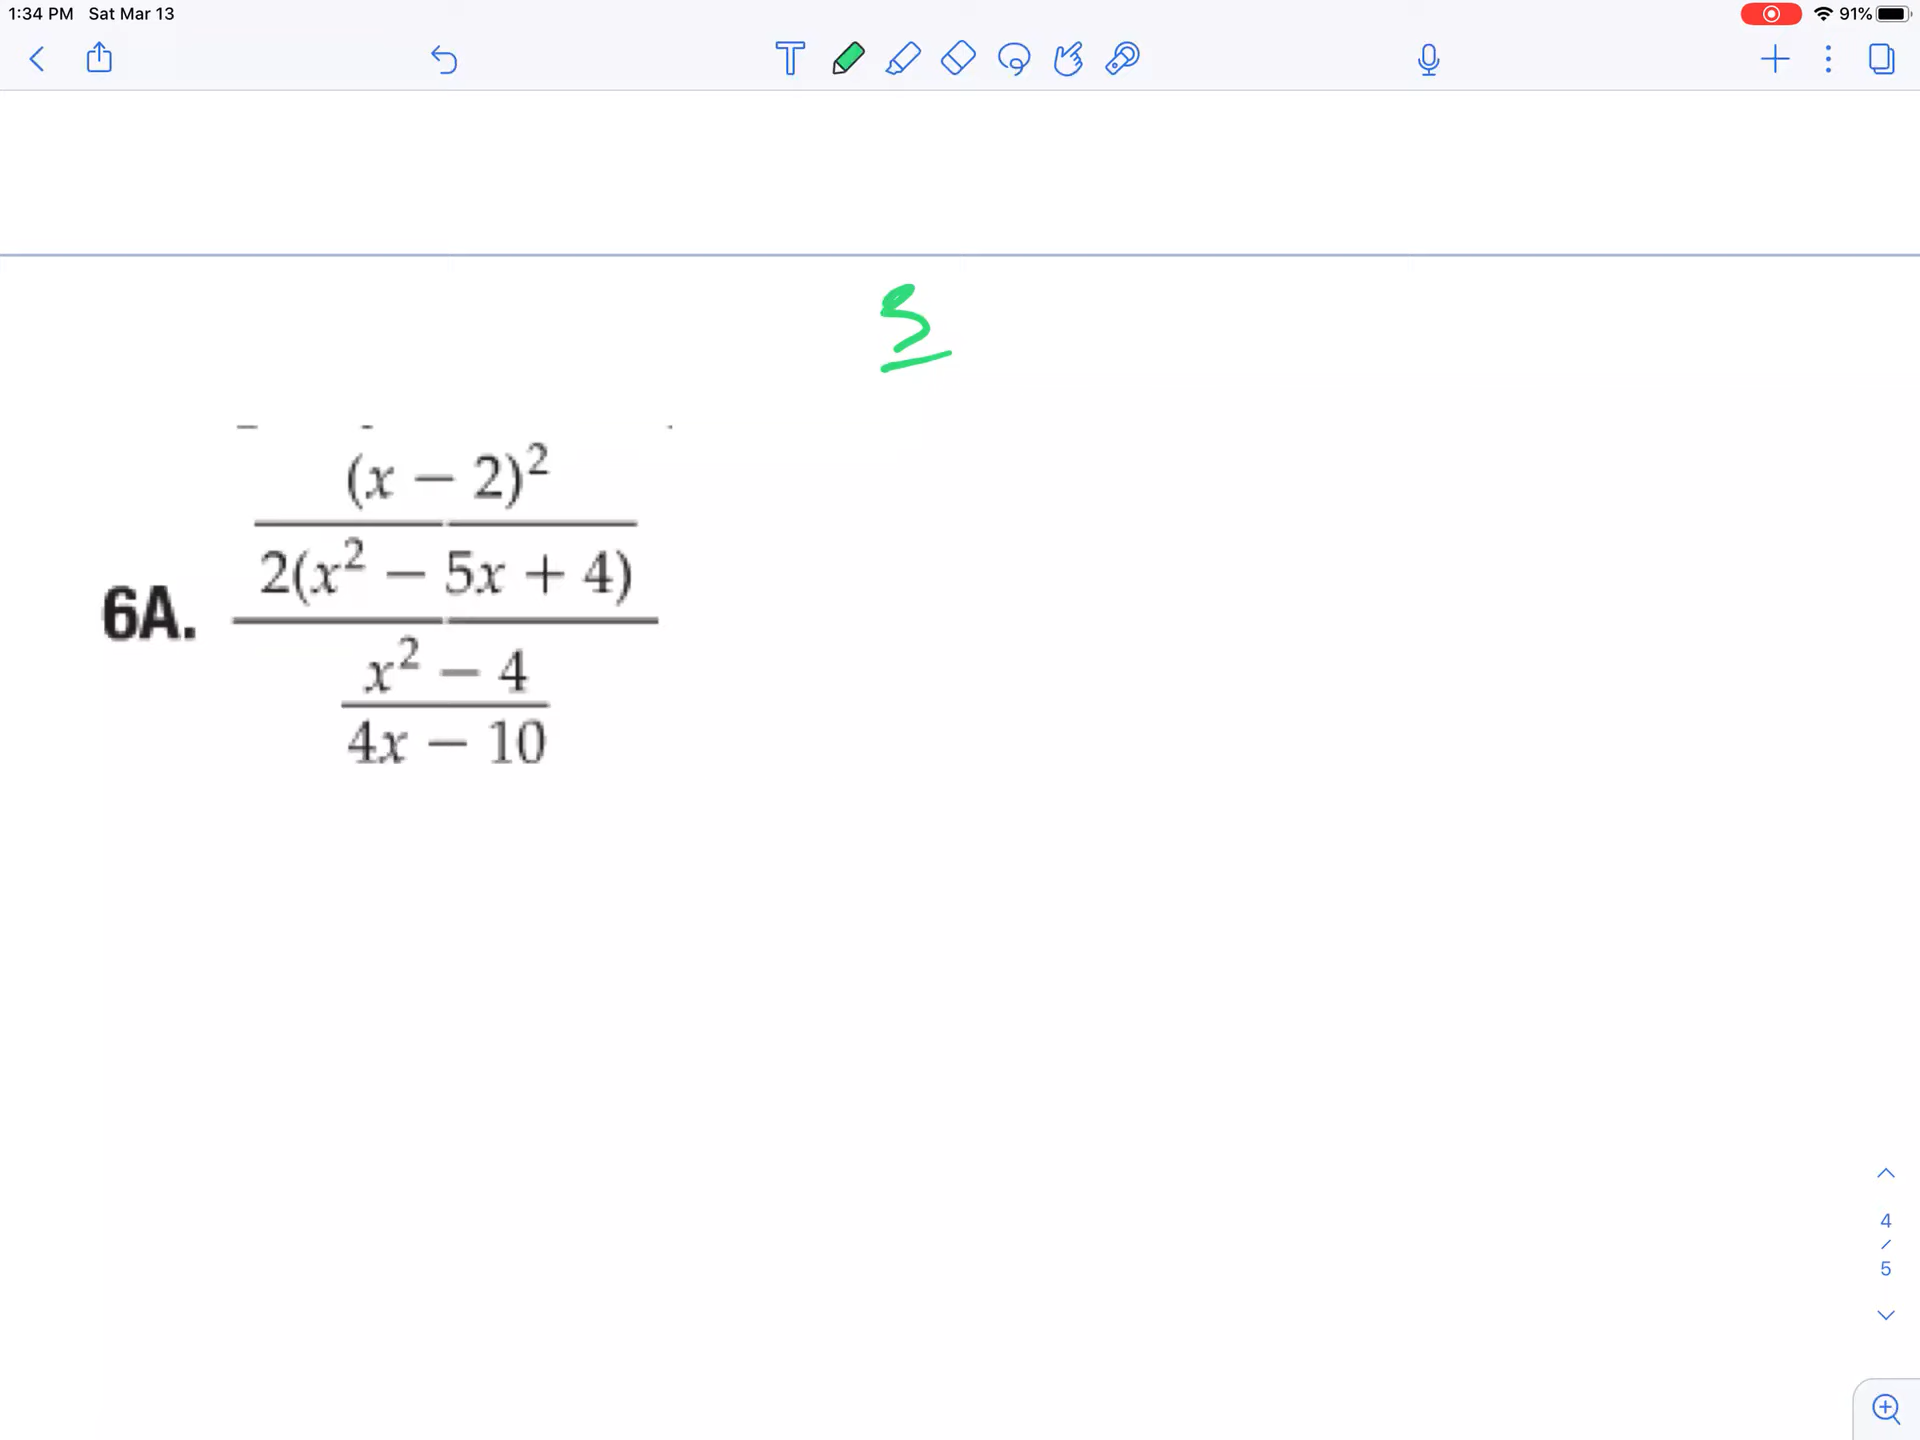 1:34 PM Sat Mar 13
91%
T
3
(x − 2)²
2(x² − 5x + 4)
6A.
x² − 4
4x − 10
4
/
5